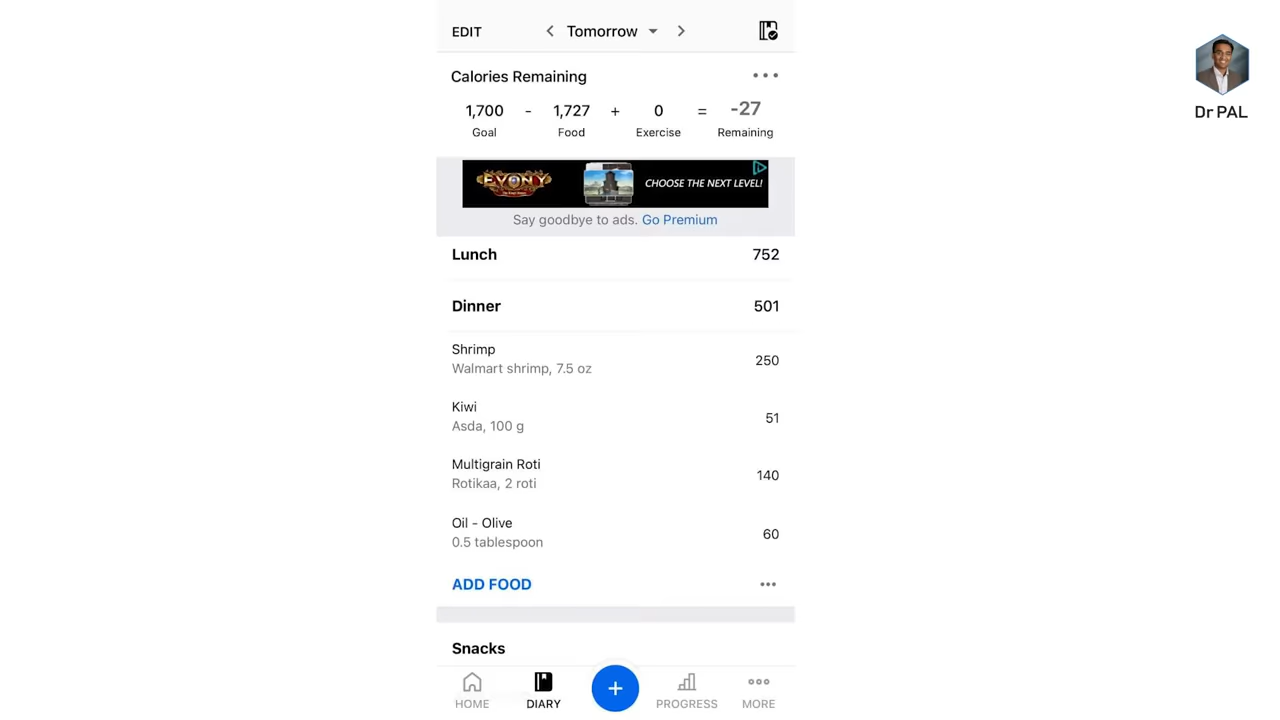 EDIT
Tomorrow
Calories Remaining
1,700 - 1,727 + 0 = -27
Goal Food Exercise Remaining
EVONY
CHOOSE THE NEXT LEVEL!
Say goodbye to ads. Go Premium
Lunch 752
Dinner 501
Shrimp
Walmart shrimp, 7.5 oz 250
Kiwi
Asda, 100 g 51
Multigrain Roti
Rotikaa, 2 roti 140
Oil - Olive
0.5 tablespoon 60
ADD FOOD
Snacks
HOME DIARY + PROGRESS MORE
Dr PAL